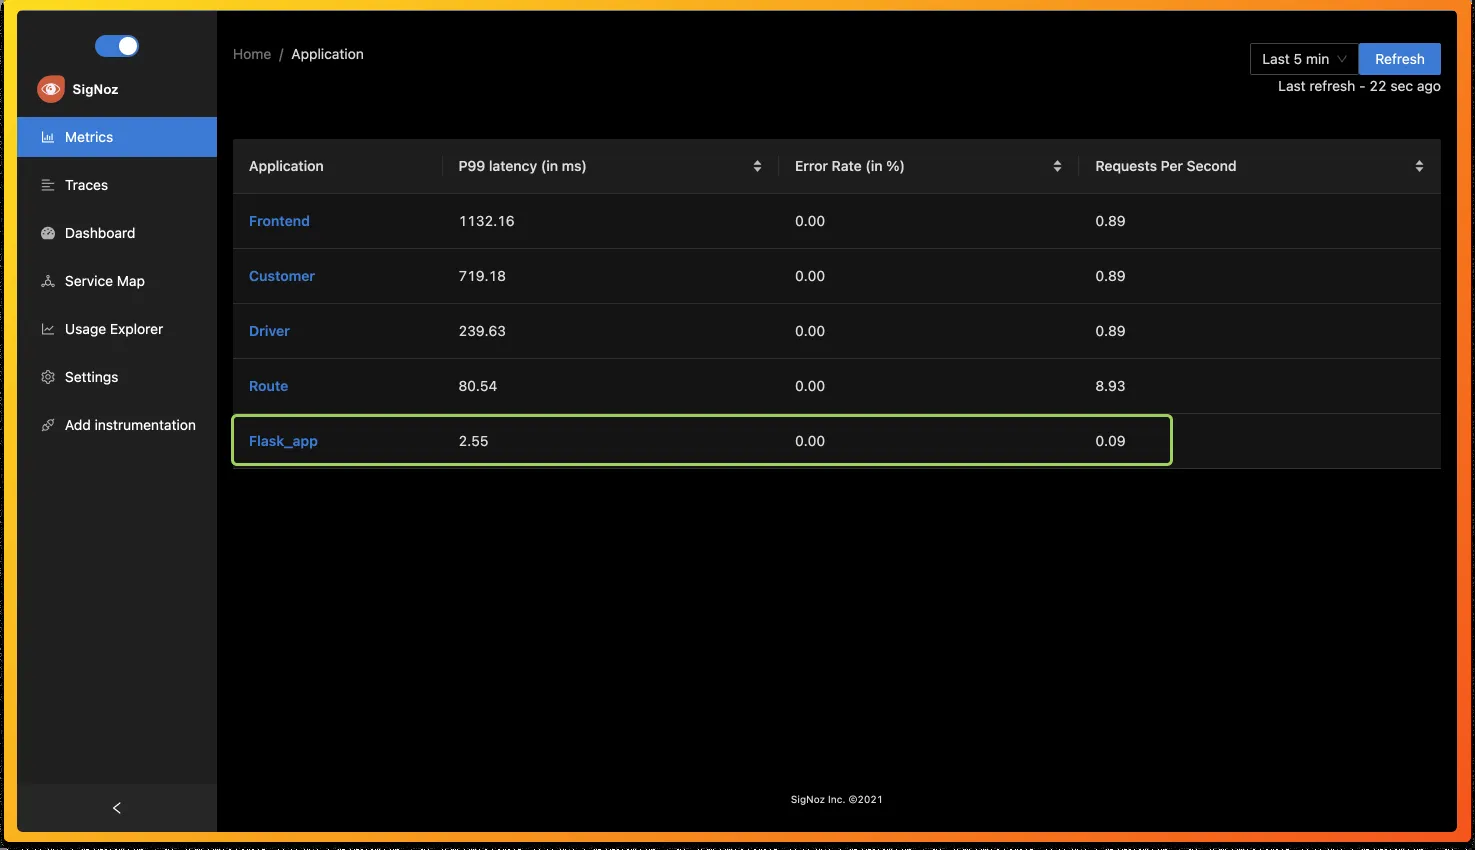 SigNoz
Metrics
Traces
Dashboard
Service Map
Usage Explorer
Settings
Add instrumentation
Home / Application
Last 5 min
Refresh
Last refresh - 22 sec ago
Application P99 latency (in ms) Error Rate (in %) Requests Per Second
Frontend 1132.16 0.00 0.89
Customer 719.18 0.00 0.89
Driver 239.63 0.00 0.89
Route 80.54 0.00 8.93
Flask_app 2.55 0.00 0.09
SigNoz Inc. ©2021